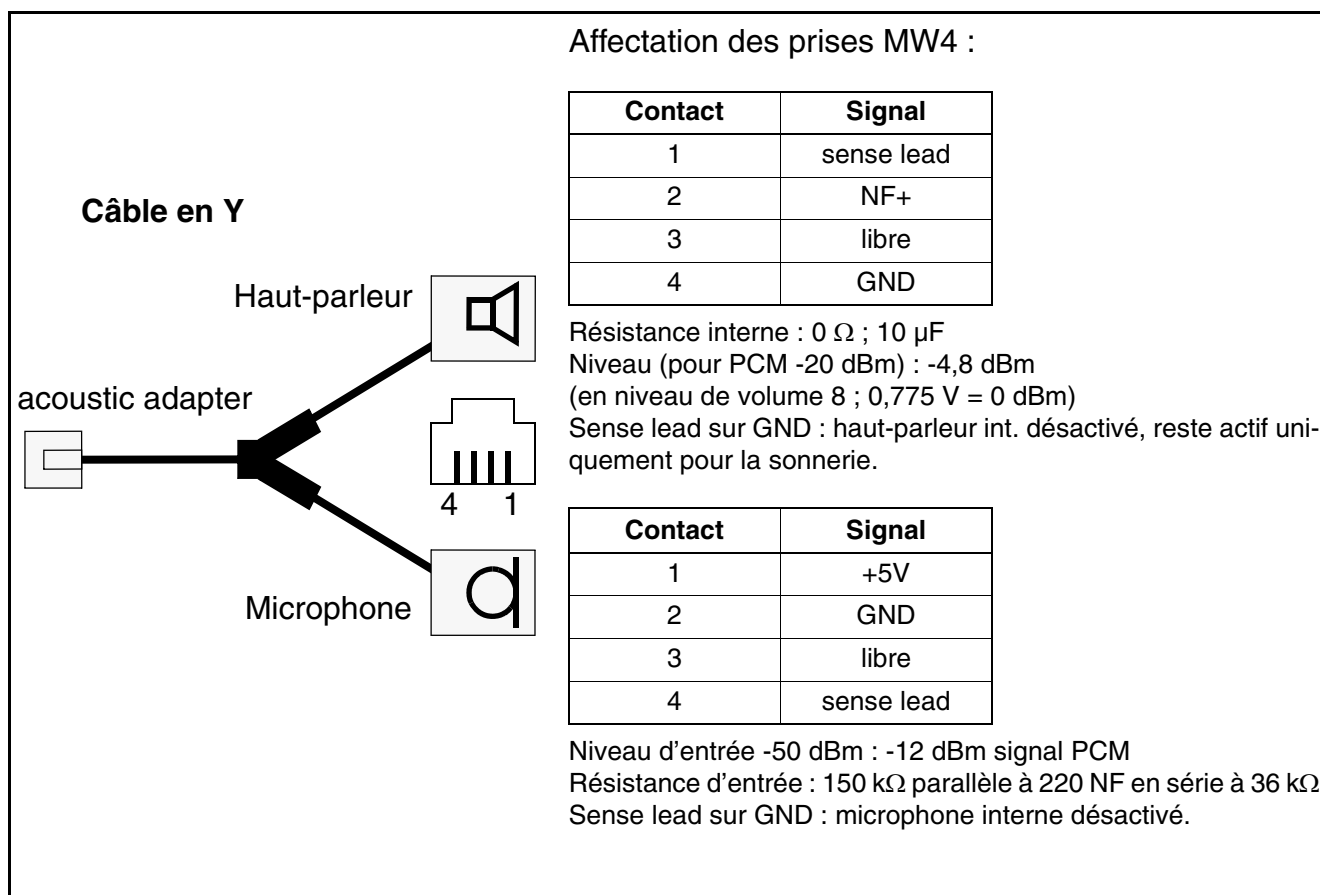 Affectation des prises MW4 :
Contact Signal
1 sense lead
2 NF+
3 libre
4 GND
Câble en Y
Haut-parleur
acoustic adapter
4 1
Microphone
Résistance interne : 0 Ω ; 10 µF
Niveau (pour PCM -20 dBm) : -4,8 dBm
(en niveau de volume 8 ; 0,775 V = 0 dBm)
Sense lead sur GND : haut-parleur int. désactivé, reste actif uni-
quement pour la sonnerie.
Contact Signal
1 +5V
2 GND
3 libre
4 sense lead
Niveau d’entrée -50 dBm : -12 dBm signal PCM
Résistance d’entrée : 150 kΩ parallèle à 220 NF en série à 36 kΩ
Sense lead sur GND : microphone interne désactivé.